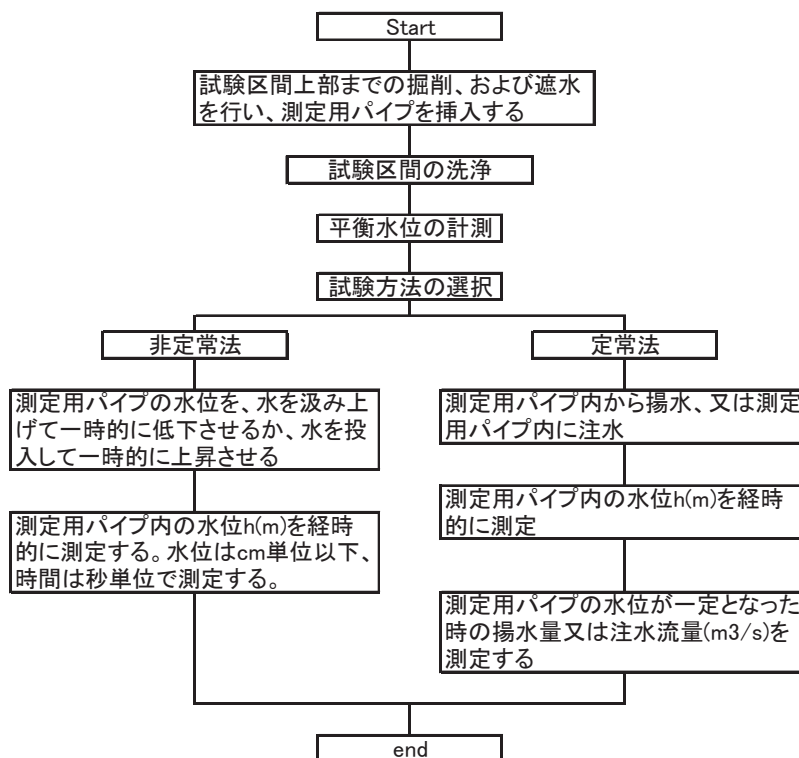 Start
試験区間上部までの掘削、および遮水
を行い、測定用パイプを挿入する
試験区間の洗浄
平衡水位の計測
試験方法の選択
非定常法
定常法
測定用パイプの水位を、水を汲み上
げて一時的に低下させるか、水を投
入して一時的に上昇させる
測定用パイプ内の水位h(m)を経時
的に測定する。水位はcm単位以下、
時間は秒単位で測定する。
測定用パイプ内から揚水、又は測定
用パイプ内に注水
測定用パイプ内の水位h(m)を経時
的に測定
測定用パイプの水位が一定となった
時の揚水量又は注水流量(m3/s)を
測定する
end